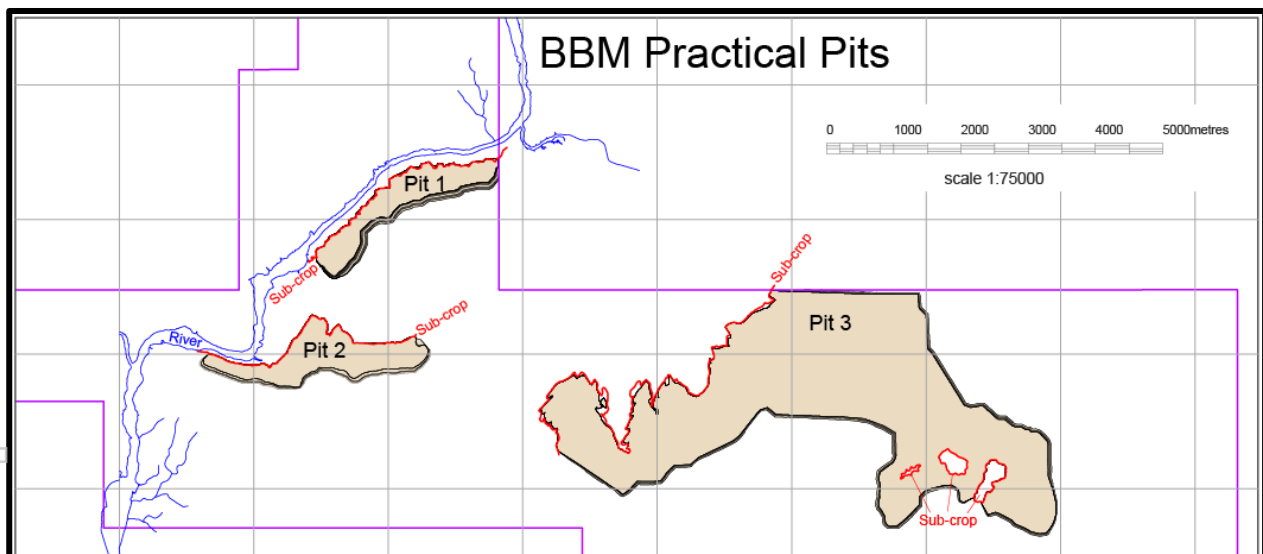 BBM Practical Pits
0 1000 2000 3000 4000 5000metres
scale 1:75000
Pit 1
Sub-crop
Sub-crop
River
Pit 2
Sub-crop
Pit 3
Sub-crop